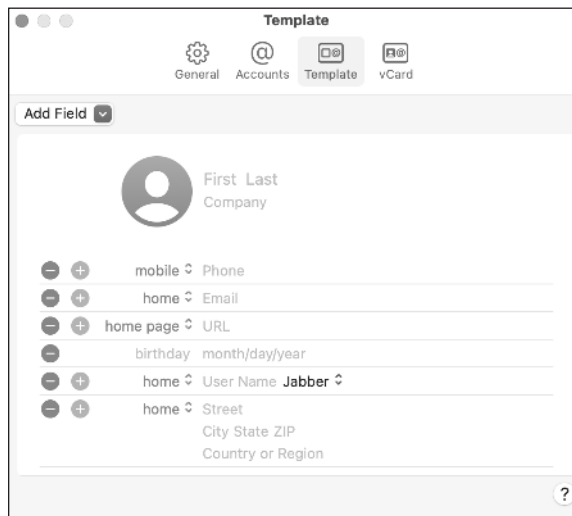 Template
General Accounts Template vCard
Add Field
First Last
Company
mobile Phone
home Email
home page URL
birthday month/day/year
home User Name Jabber
home Street
City State ZIP
Country or Region
?